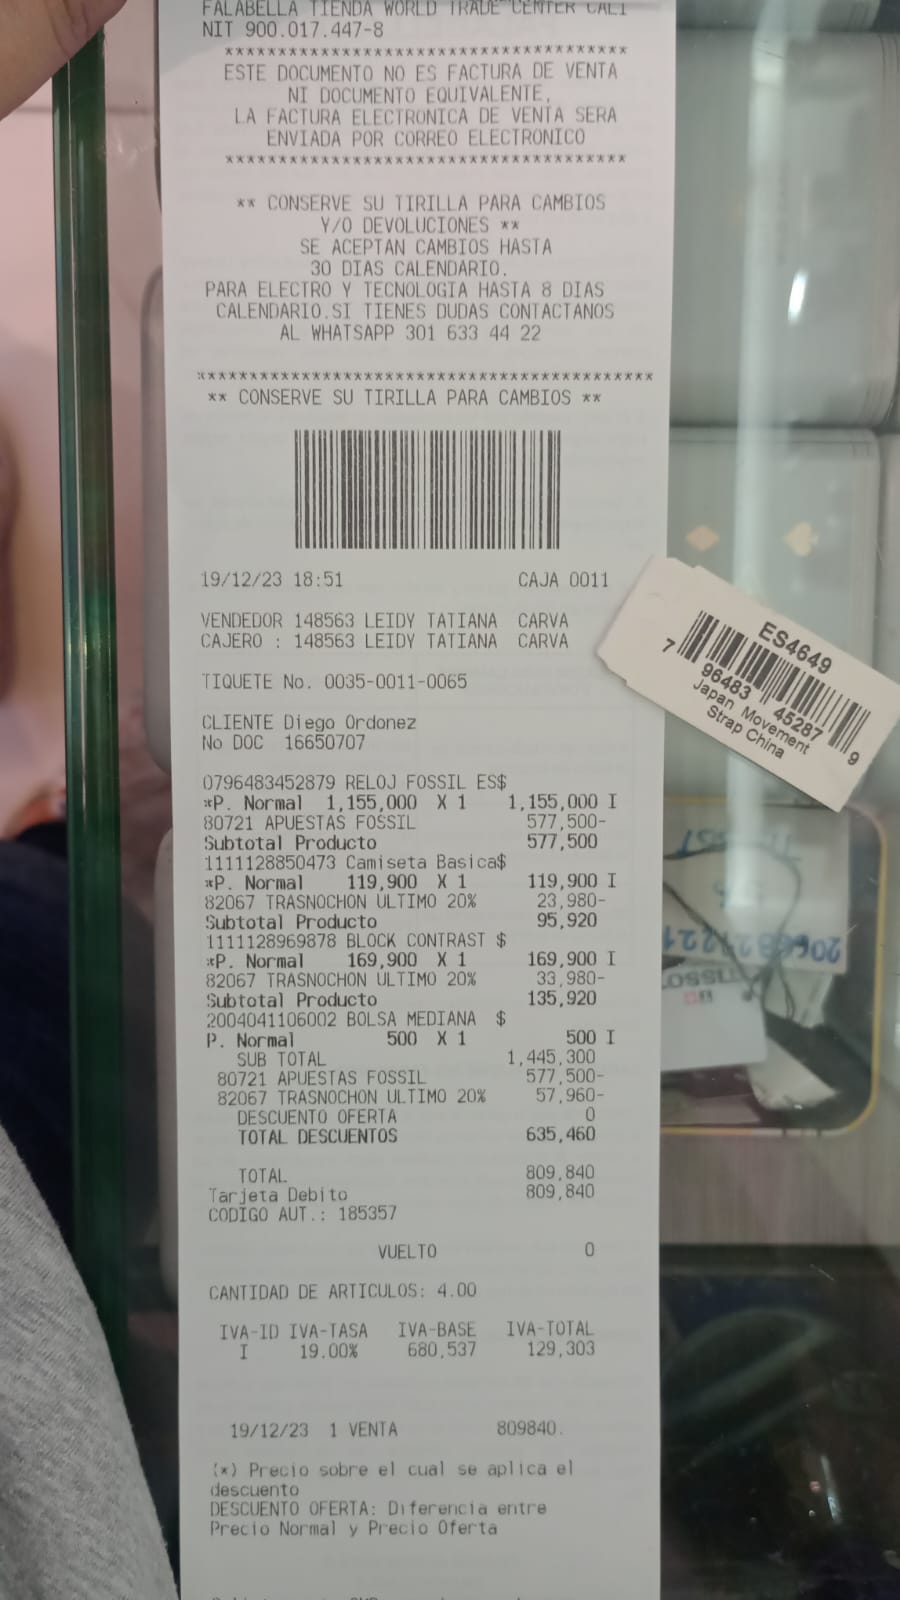 FALABELLA TIENDA WORLD TRADE CENTER CALI
NIT 900.017.447-8
************************************
ESTE DOCUMENTO NO ES FACTURA DE VENTA
NI DOCUMENTO EQUIVALENTE,
LA FACTURA ELECTRONICA DE VENTA SERA
ENVIADA POR CORREO ELECTRONICO
************************************
** CONSERVE SU TIRILLA PARA CAMBIOS
Y/O DEVOLUCIONES **
SE ACEPTAN CAMBIOS HASTA
30 DIAS CALENDARIO.
PARA ELECTRO Y TECNOLOGIA HASTA 8 DIAS
CALENDARIO.SI TIENES DUDAS CONTACTANOS
AL WHATSAPP 301 633 44 22
*****************************************
** CONSERVE SU TIRILLA PARA CAMBIOS **
19/12/23 18:51 CAJA 0011
VENDEDOR 148563 LEIDY TATIANA CARVA
CAJERO : 148563 LEIDY TATIANA CARVA
TIQUETE No. 0035-0011-0065
CLIENTE Diego Ordonez
No DOC 16650707
0796483452879 RELOJ FOSSIL ES$
*P. Normal 1,155,000 X 1 1,155,000 I
80721 APUESTAS FOSSIL 577,500-
Subtotal Producto 577,500
1111128850473 Camiseta Basica$
*P. Normal 119,900 X 1 119,900 I
82067 TRASNOCHON ULTIMO 20% 23,980-
Subtotal Producto 95,920
1111128969878 BLOCK CONTRAST $
*P. Normal 169,900 X 1 169,900 I
82067 TRASNOCHON ULTIMO 20% 33,980-
Subtotal Producto 135,920
2004041106002 BOLSA MEDIANA $
P. Normal 500 X 1 500 I
SUB TOTAL 1,445,300
80721 APUESTAS FOSSIL 577,500-
82067 TRASNOCHON ULTIMO 20% 57,960-
DESCUENTO OFERTA 0
TOTAL DESCUENTOS 635,460
TOTAL 809,840
Tarjeta Debito 809,840
CODIGO AUT.: 185357
VUELTO 0
CANTIDAD DE ARTICULOS: 4.00
IVA-ID IVA-TASA IVA-BASE IVA-TOTAL
I 19.00% 680,537 129,303
19/12/23 1 VENTA 809840.
(*) Precio sobre el cual se aplica el
descuento
DESCUENTO OFERTA: Diferencia entre
Precio Normal y Precio Oferta
ES4649
7 96483 45287 9
Japan Movement
Strap China
TISSOT